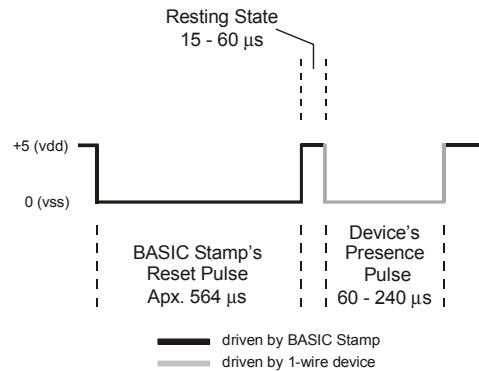 Resting State
15 - 60 μs
+5 (vdd)
0 (vss)
BASIC Stamp's
Reset Pulse
Apx. 564 μs
Device's
Presence
Pulse
60 - 240 μs
driven by BASIC Stamp
driven by 1-wire device